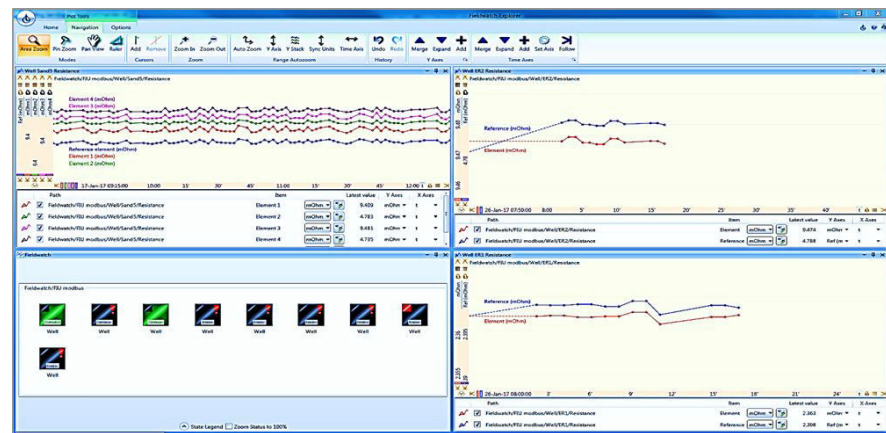 Plot Tools
Fieldwatch Explorer
Home Navigation Options
Area Zoom Pin Zoom Pan View Ruler Add Remove Zoom In Zoom Out Auto Zoom Y Axis Y Stack Sync Units Time Axis Undo Redo Merge Expand Add Merge Expand Add Set Axis Follow
Modes Cursors Zoom Range Autozoom History Y Axes Time Axes
Well Sand5 Resistance
Fieldwatch/FIU modbus/Well/Sand5/Resistance
Element 4 (mOhm)
Element 3 (mOhm)
Reference element (mOhm)
Element 1 (mOhm)
Element 2 (mOhm)
17-Jan-17 09:15:00 10:00 15' 30' 45' 11:00 15' 30' 45' 12:00
Path Item Latest value Y Axes X Axes
Fieldwatch/FIU modbus/Well/Sand5/Resistance Element 1 mOhm 9.409 mOhm t
Fieldwatch/FIU modbus/Well/Sand5/Resistance Element 2 mOhm 4.783 mOhm t
Fieldwatch/FIU modbus/Well/Sand5/Resistance Element 3 mOhm 9.481 mOhm t
Fieldwatch/FIU modbus/Well/Sand5/Resistance Element 4 mOhm 4.735 mOhm t
Well ER2 Resistance
Fieldwatch/FIU modbus/Well/ER2/Resistance
Reference (mOhm)
Element (mOhm)
26-Jan-17 07:50:00 8:00 5' 10' 15' 20' 25' 30' 35' 40'
Path Item Latest value Y Axes X Axes
Fieldwatch/FIU modbus/Well/ER2/Resistance Element mOhm 9.474 mOhm t
Fieldwatch/FIU modbus/Well/ER2/Resistance Reference mOhm 4.788 Ref (m t
Fieldwatch
Fieldwatch/FIU modbus
Well Well Well Well Well Well Well Well
Well
State Legend Zoom Status to 100%
Well ER1 Resistance
Fieldwatch/FIU modbus/Well/ER1/Resistance
Reference (mOhm)
Element (mOhm)
26-Jan-17 08:00:00 3' 6' 9' 12' 15' 18' 21' 24'
Path Item Latest value Y Axes X Axes
Fieldwatch/FIU modbus/Well/ER1/Resistance Element mOhm 2.363 mOhm t
Fieldwatch/FIU modbus/Well/ER1/Resistance Reference mOhm 2.398 Ref (m t